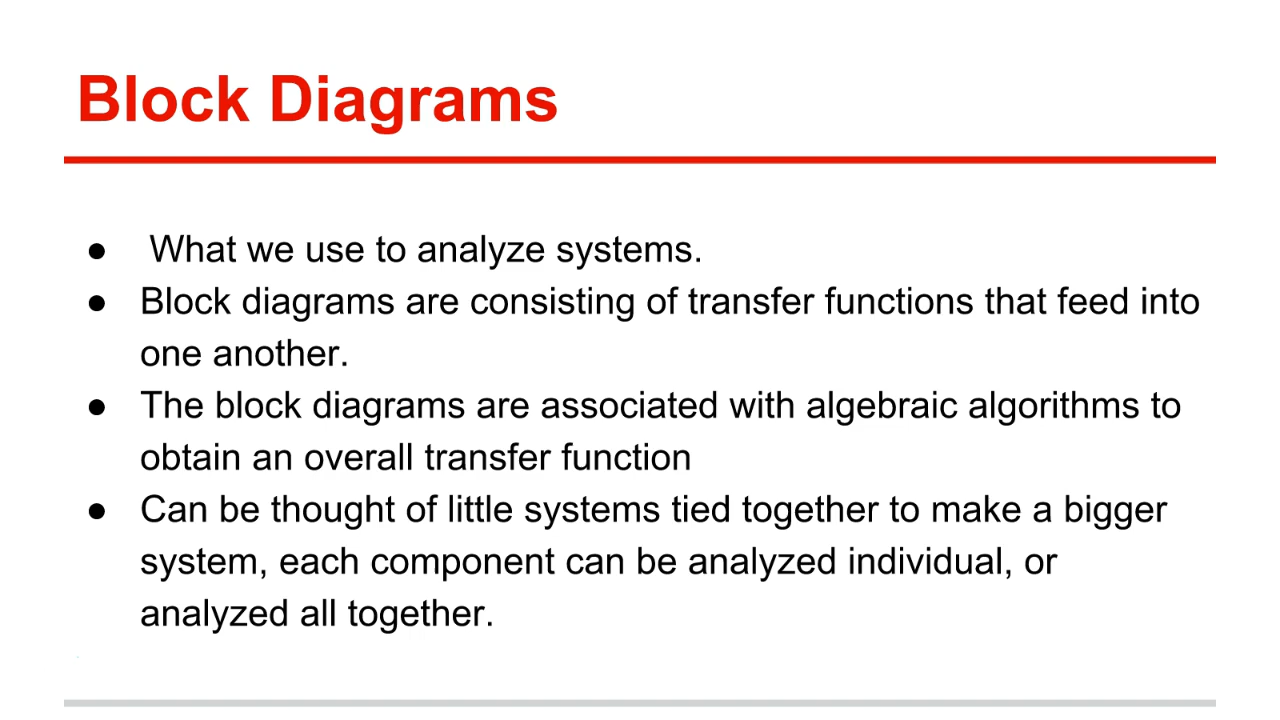 Block Diagrams
● What we use to analyze systems.
● Block diagrams are consisting of transfer functions that feed into
one another.
● The block diagrams are associated with algebraic algorithms to
obtain an overall transfer function
● Can be thought of little systems tied together to make a bigger
system, each component can be analyzed individual, or
analyzed all together.